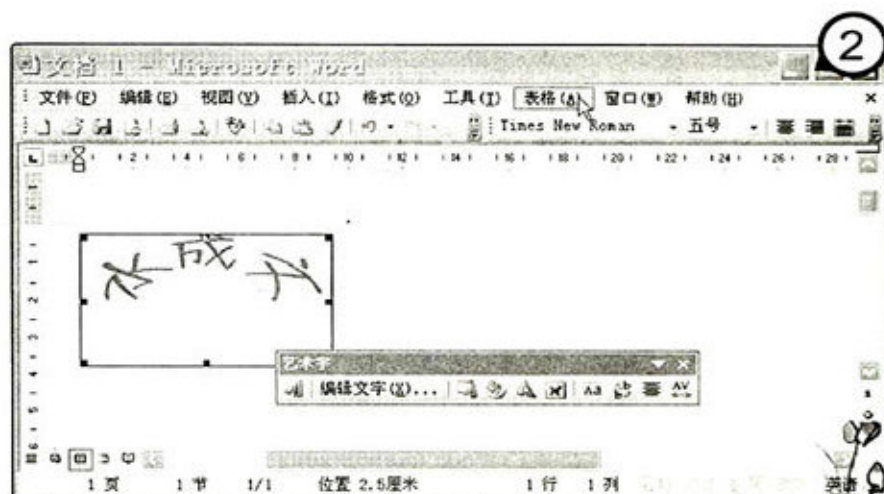 2
文档 1 - Microsoft Word
文件(F) 编辑(E) 视图(V) 插入(I) 格式(O) 工具(T) 表格(A) 窗口(W) 帮助(H) ×
Times New Roman 五号
2 4 6 8 10 12 14 16 18 20 22 24 26 28
艺术字
编辑文字(X)... Aa AV
1 页 1 节 1/1 位置 2.5厘米 1 行 1 列 英语